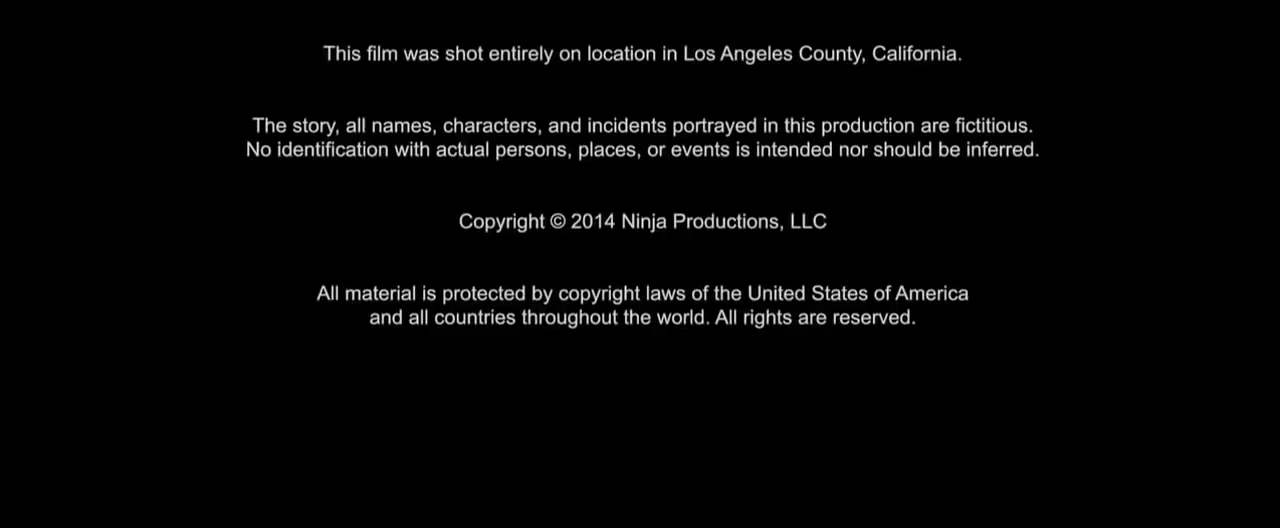 This film was shot entirely on location in Los Angeles County, California.
The story, all names, characters, and incidents portrayed in this production are fictitious.
No identification with actual persons, places, or events is intended nor should be inferred.
Copyright © 2014 Ninja Productions, LLC
All material is protected by copyright laws of the United States of America
and all countries throughout the world. All rights are reserved.